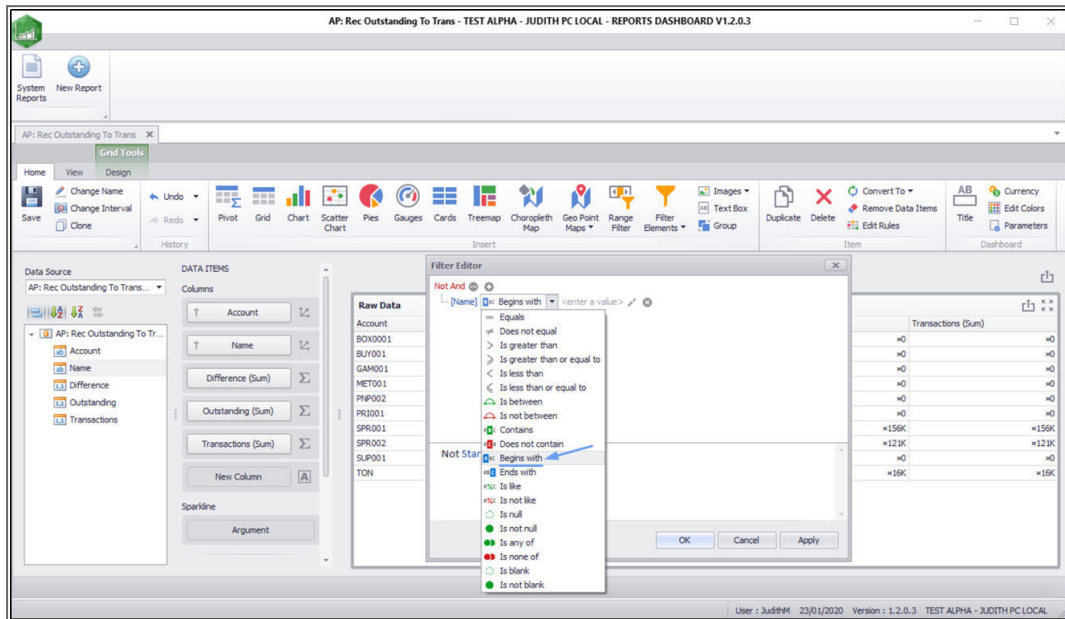 AP: Rec Outstanding To Trans - TEST ALPHA - JUDITH PC LOCAL - REPORTS DASHBOARD V1.2.0.3
System Reports
New Report
AP: Rec Outstanding To Trans
Grid Tools
Home View Design
Save
Change Name
Change Interval
Clone
Undo
Redo
History
Pivot
Grid
Chart
Scatter Chart
Pies
Gauges
Cards
Treemap
Choropleth Map
Geo Point Maps
Range Filter
Filter Elements
Images
Text Box
Group
Insert
Duplicate
Delete
Convert To
Remove Data Items
Edit Rules
Item
Title
Currency
Edit Colors
Parameters
Dashboard
Data Source
AP: Rec Outstanding To Trans...
AP: Rec Outstanding To Tr...
Account
Name
Difference
Outstanding
Transactions
DATA ITEMS
Columns
Account
Name
Difference (Sum)
Outstanding (Sum)
Transactions (Sum)
New Column
Sparkline
Argument
Raw Data
Account
BOX0001
BUY001
GAM001
MET001
PNP002
PRI001
SPR001
SPR002
SUP001
TON
Filter Editor
Not And
[Name] Begins with <enter a value>
Equals
Does not equal
Is greater than
Is greater than or equal to
Is less than
Is less than or equal to
Is between
Is not between
Contains
Does not contain
Begins with
Ends with
Is like
Is not like
Is null
Is not null
Is any of
Is none of
Is blank
Is not blank
Not Star
OK Cancel Apply
Transactions (Sum)
¤0 ¤0
¤0 ¤0
¤0 ¤0
¤0 ¤0
¤0 ¤0
¤0 ¤0
¤156K ¤156K
¤121K ¤121K
¤0 ¤0
¤16K ¤16K
User : JudithM 23/01/2020 Version : 1.2.0.3 TEST ALPHA - JUDITH PC LOCAL